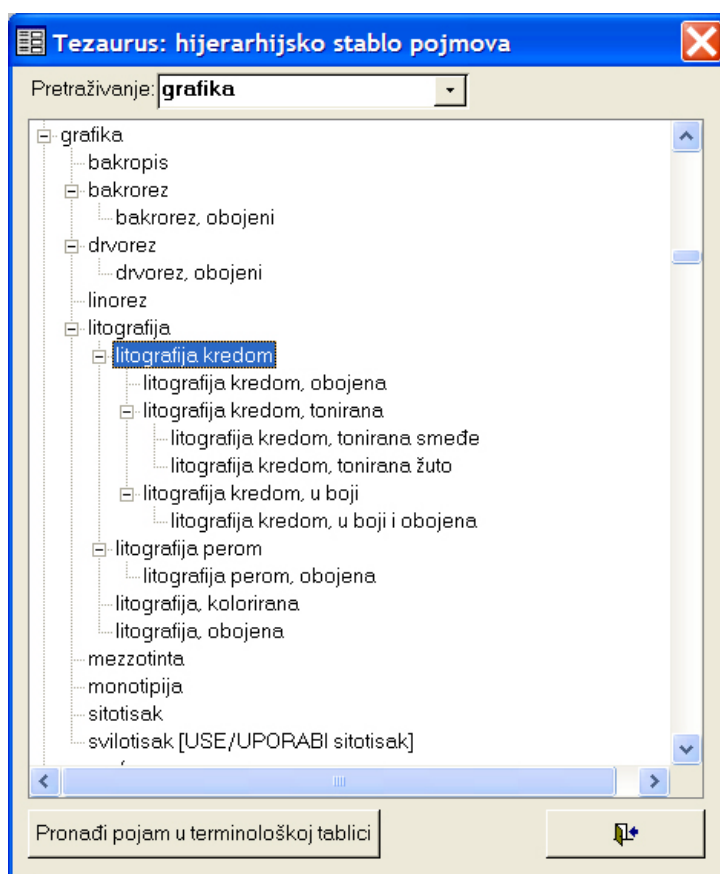 Tezaurus: hijerarhijsko stablo pojmova
Pretraživanje: grafika
grafika
bakropis
bakrorez
bakrorez, obojeni
drvorez
drvorez, obojeni
linorez
litografija
litografija kredom
litografija kredom, obojena
litografija kredom, tonirana
litografija kredom, tonirana smeđe
litografija kredom, tonirana žuto
litografija kredom, u boji
litografija kredom, u boji i obojena
litografija perom
litografija perom, obojena
litografija, kolorirana
litografija, obojena
mezzotinta
monotipija
sitotisak
svilotisak [USE/UPORABI sitotisak]
Pronađi pojam u terminološkoj tablici